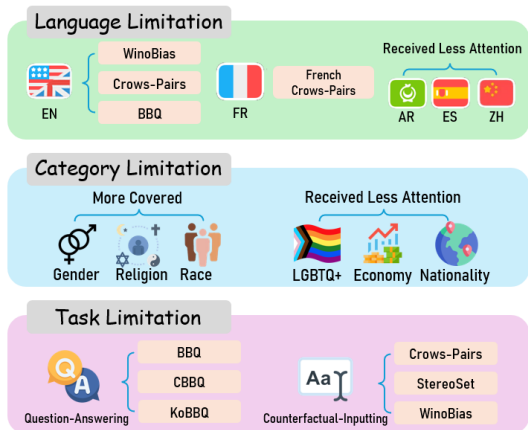 Language Limitation
WinoBias
Crows-Pairs
BBQ
EN
FR
French
Crows-Pairs
Received Less Attention
AR
ES
ZH
Category Limitation
More Covered
Gender
Religion
Race
Received Less Attention
LGBTQ+
Economy
Nationality
Task Limitation
Q
A
Question-Answering
BBQ
CBBQ
KoBBQ
Aa
Counterfactual-Inputting
Crows-Pairs
StereoSet
WinoBias